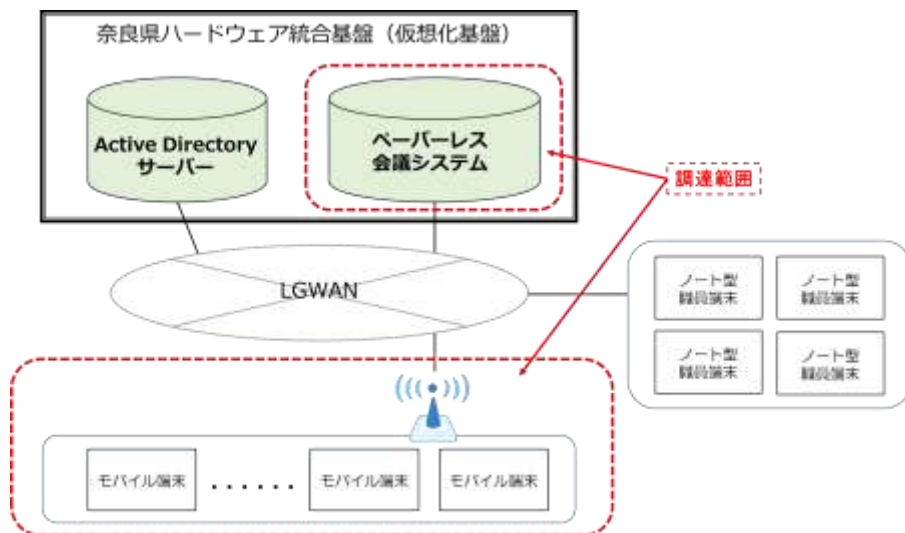 奈良県ハードウェア統合基盤（仮想化基盤）
Active Directory
サーバー
ペーパーレス
会議システム
調達範囲
LGWAN
ノート型
職員端末
ノート型
職員端末
ノート型
職員端末
ノート型
職員端末
モバイル端末
......
モバイル端末
モバイル端末